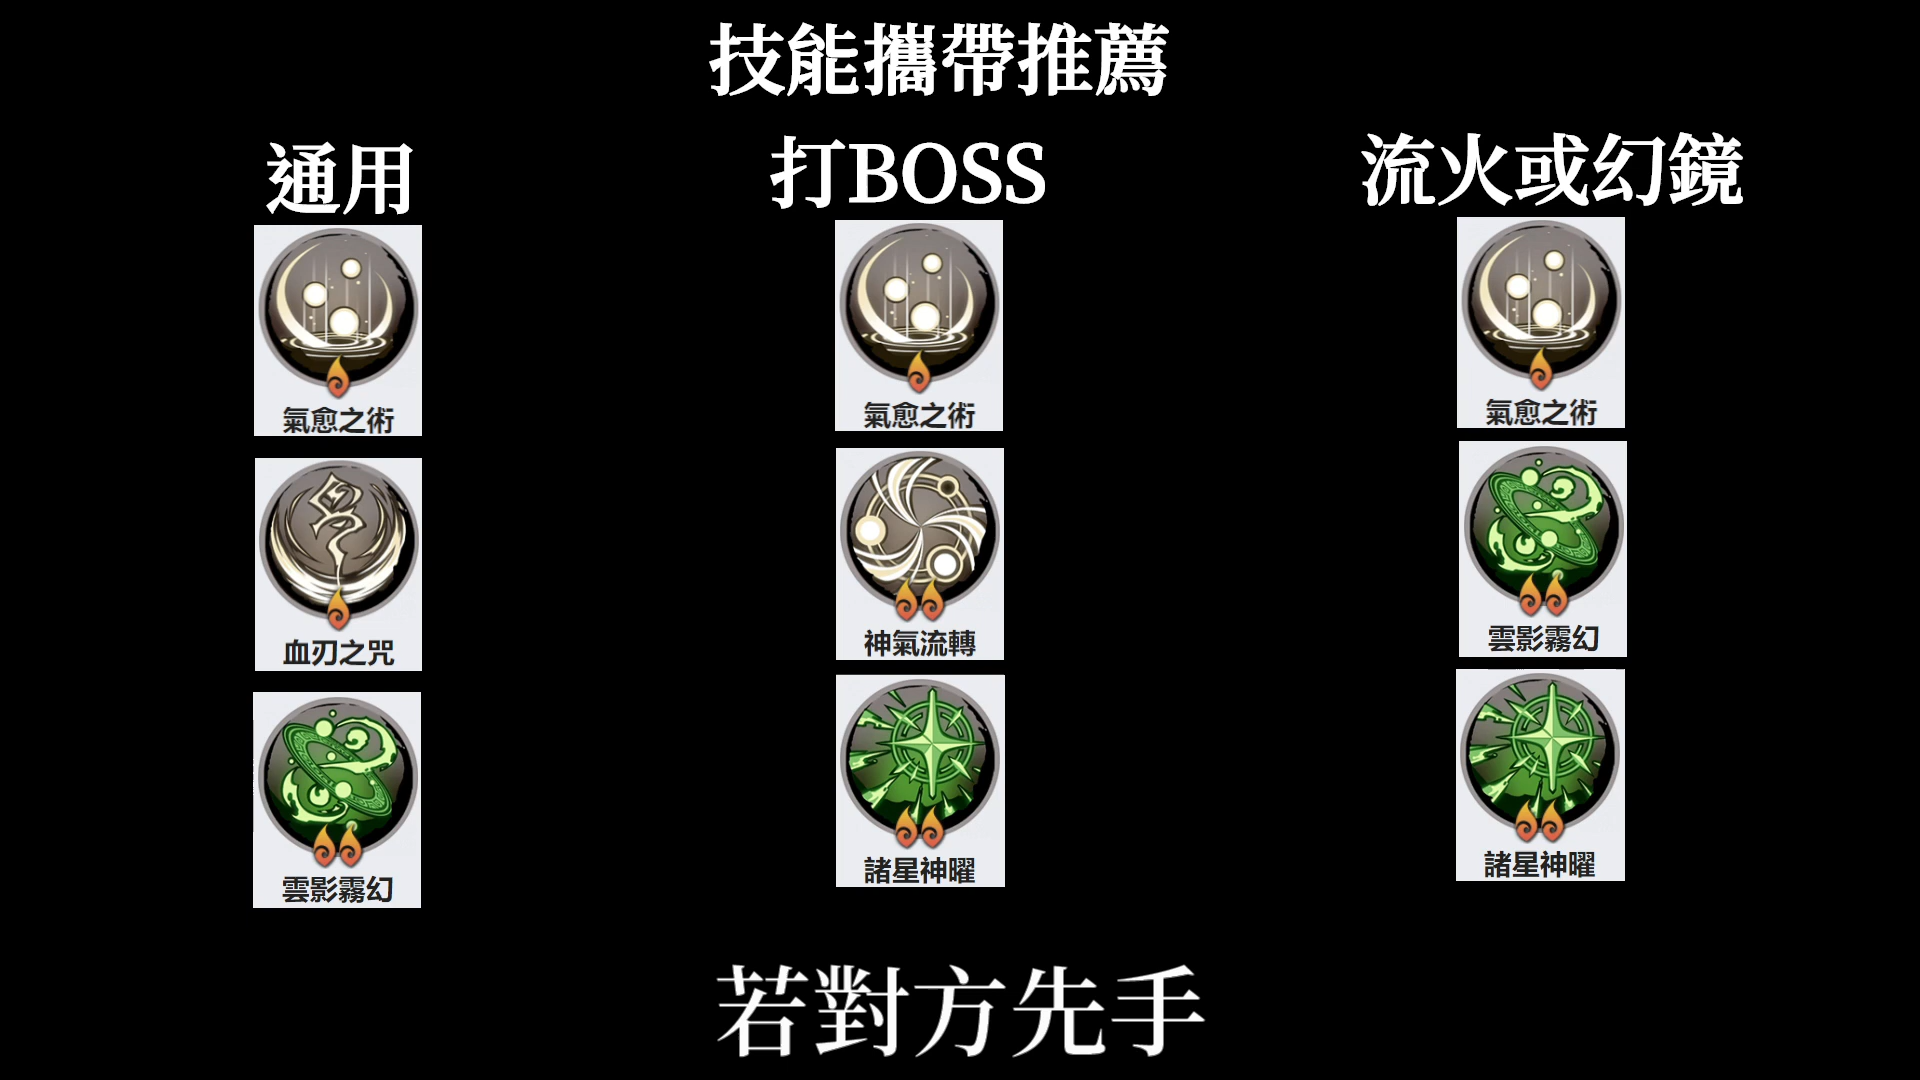 技能攜帶推薦
通用
氣愈之術
血刃之咒
雲影霧幻
打BOSS
氣愈之術
神氣流轉
諸星神曜
流火或幻鏡
氣愈之術
雲影霧幻
諸星神曜
若對方先手